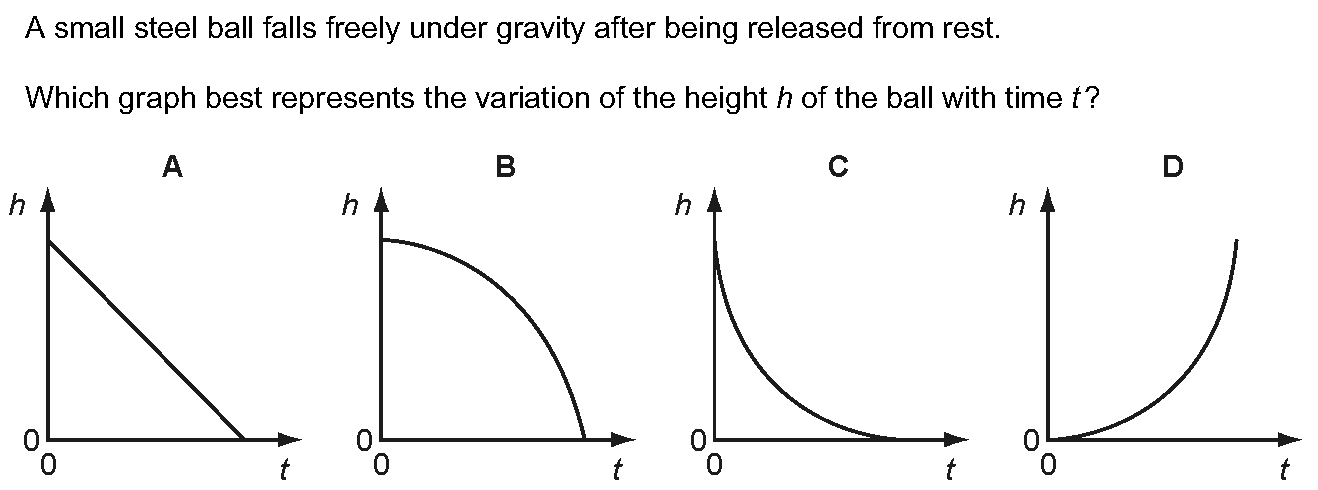 A small steel ball falls freely under gravity after being released from rest.
Which graph best represents the variation of the height h of the ball with time t?
A B C D
h h h h
0 0 0 0
0 t 0 t 0 t 0 t